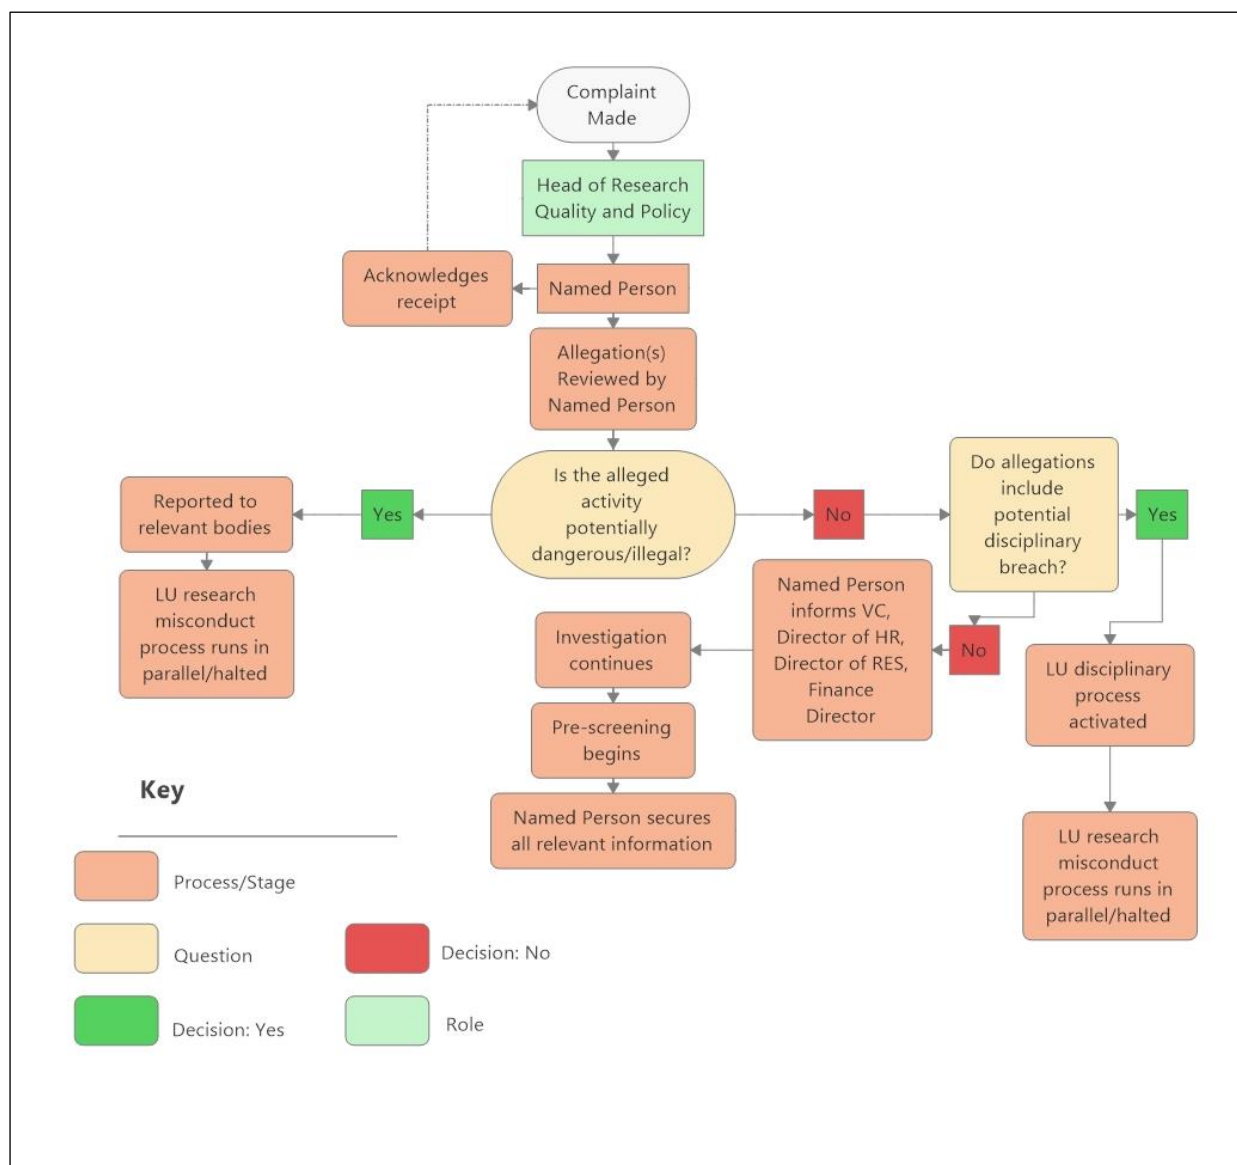 Complaint
Made
Head of Research
Quality and Policy
Acknowledges
receipt
Named Person
Allegation(s)
Reviewed by
Named Person
Is the alleged
activity
potentially
dangerous/illegal?
Yes
Reported to
relevant bodies
LU research
misconduct
process runs in
parallel/halted
No
Do allegations
include
potential
disciplinary
breach?
Yes
No
Named Person
informs VC,
Director of HR,
Director of RES,
Finance
Director
Investigation
continues
Pre-screening
begins
Named Person secures
all relevant information
LU disciplinary
process
activated
LU research
misconduct
process runs in
parallel/halted
Key
Process/Stage
Question
Decision: No
Decision: Yes
Role